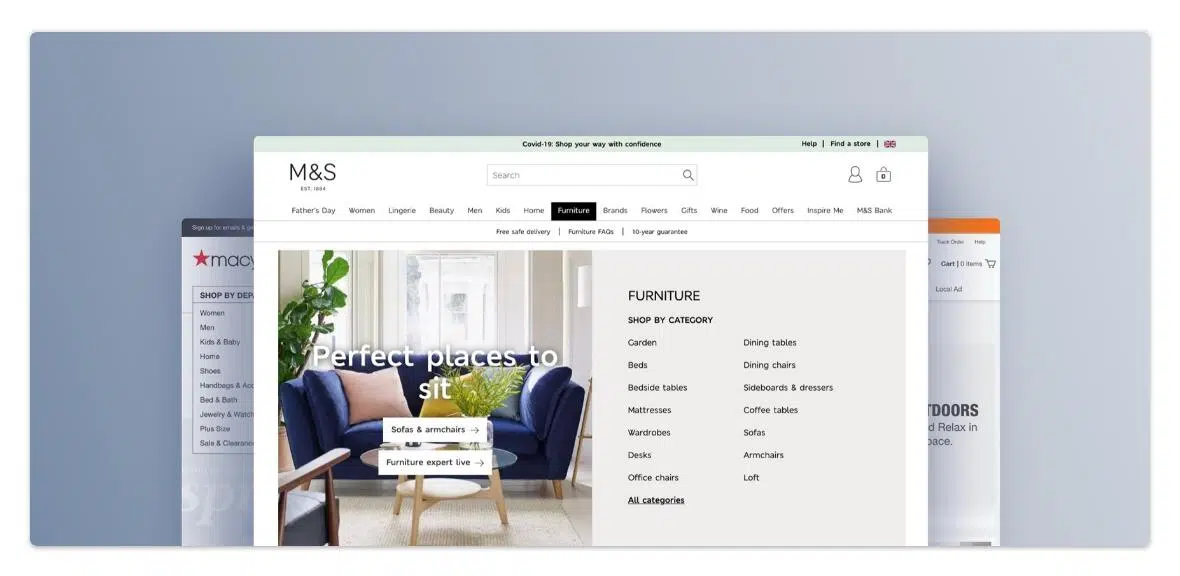 Covid-19: Shop your way with confidence
Help | Find a store |
M&S
EST. 1884
Search
0
Father's Day Women Lingerie Beauty Men Kids Home Furniture Brands Flowers Gifts Wine Food Offers Inspire Me M&S Bank
Free safe delivery | Furniture FAQs | 10-year guarantee
Perfect places to
sit
Sofas & armchairs →
Furniture expert live →
FURNITURE
SHOP BY CATEGORY
Garden
Beds
Bedside tables
Mattresses
Wardrobes
Desks
Office chairs
All categories
Dining tables
Dining chairs
Sideboards & dressers
Coffee tables
Sofas
Armchairs
Loft
Sign up for emails & ge
macy
SHOP BY DEP
Women
Men
Kids & Baby
Home
Shoes
Handbags & Acc
Bed & Bath
Jewelry & Watch
Plus Size
Sale & Clearanc
spr
Track Order Help
Cart | 0 items
Local Ad
TDOORS
d Relax in
pace.